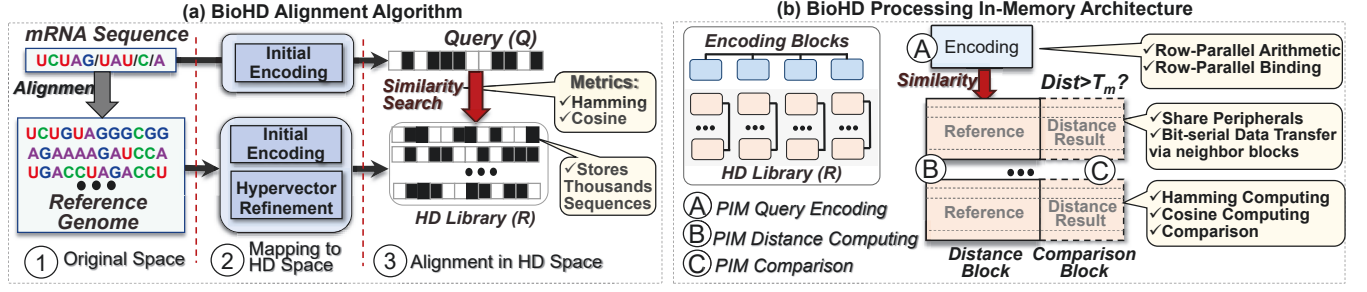 (a) BioHD Alignment Algorithm
mRNA Sequence
UCUAG/UAU/C/A
Alignmen
UCUGUAGGGCGG
AGAAAAGAUCCA
UGACCUAGACCU
Reference
Genome
1 Original Space
Initial
Encoding
Initial
Encoding
Hypervector
Refinement
2 Mapping to
HD Space
Query (Q)
Similarity
Search
Metrics:
✓Hamming
✓Cosine
✓Stores
Thousands
Sequences
HD Library (R)
3 Alignment in HD Space
(b) BioHD Processing In-Memory Architecture
Encoding Blocks
HD Library (R)
A PIM Query Encoding
B PIM Distance Computing
C PIM Comparison
A Encoding
Similarity
Dist>Tm?
Reference
Distance
Result
B
C
Reference
Distance
Result
Distance
Block
Comparison
Block
✓Row-Parallel Arithmetic
✓Row-Parallel Binding
✓Share Peripherals
✓Bit-serial Data Transfer
via neighbor blocks
✓Hamming Computing
✓Cosine Computing
✓Comparison